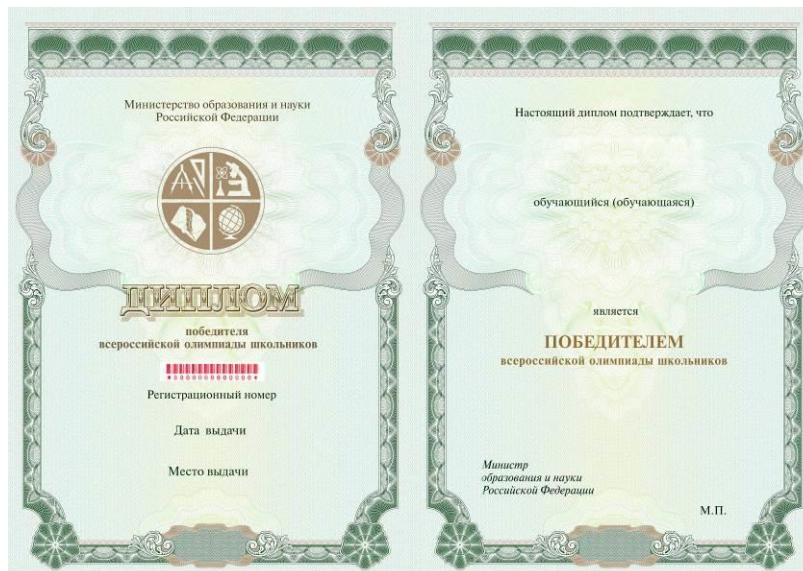 Министерство образования и науки
Российской Федерации
ДИПЛОМ
победителя
всероссийской олимпиады школьников
*0000000000000*
Регистрационный номер
Дата выдачи
Место выдачи
Настоящий диплом подтверждает, что
обучающийся (обучающаяся)
является
ПОБЕДИТЕЛЕМ
всероссийской олимпиады школьников
Министр
образования и науки
Российской Федерации
М.П.